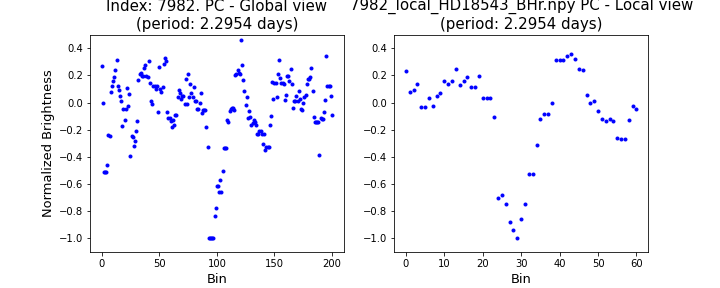 Index: 7982. PC - Global view
(period: 2.2954 days)
7982_local_HD18543_BHr.npy PC - Local view
(period: 2.2954 days)
Normalized Brightness
0.4
0.2
0.0
−0.2
−0.4
−0.6
−0.8
−1.0
0 50 100 150 200
Bin
0.4
0.2
0.0
−0.2
−0.4
−0.6
−0.8
−1.0
0 10 20 30 40 50 60
Bin